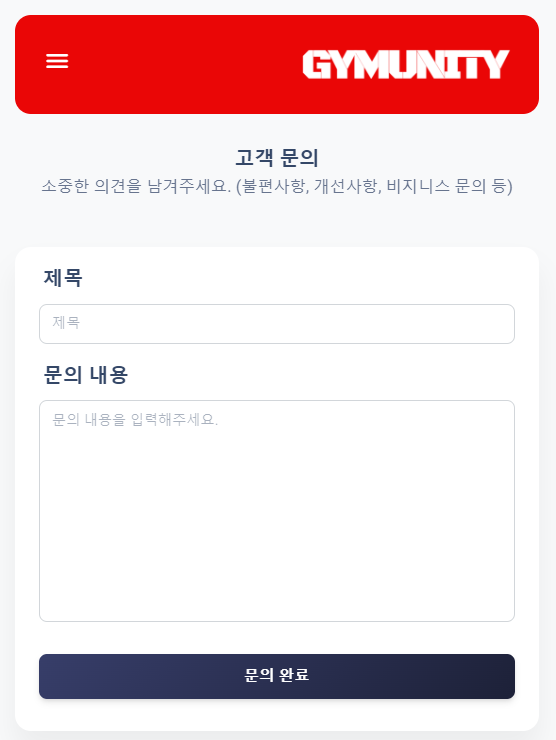 GYMUNITY
고객 문의
소중한 의견을 남겨주세요. (불편사항, 개선사항, 비지니스 문의 등)
제목
제목
문의 내용
문의 내용을 입력해주세요.
문의 완료